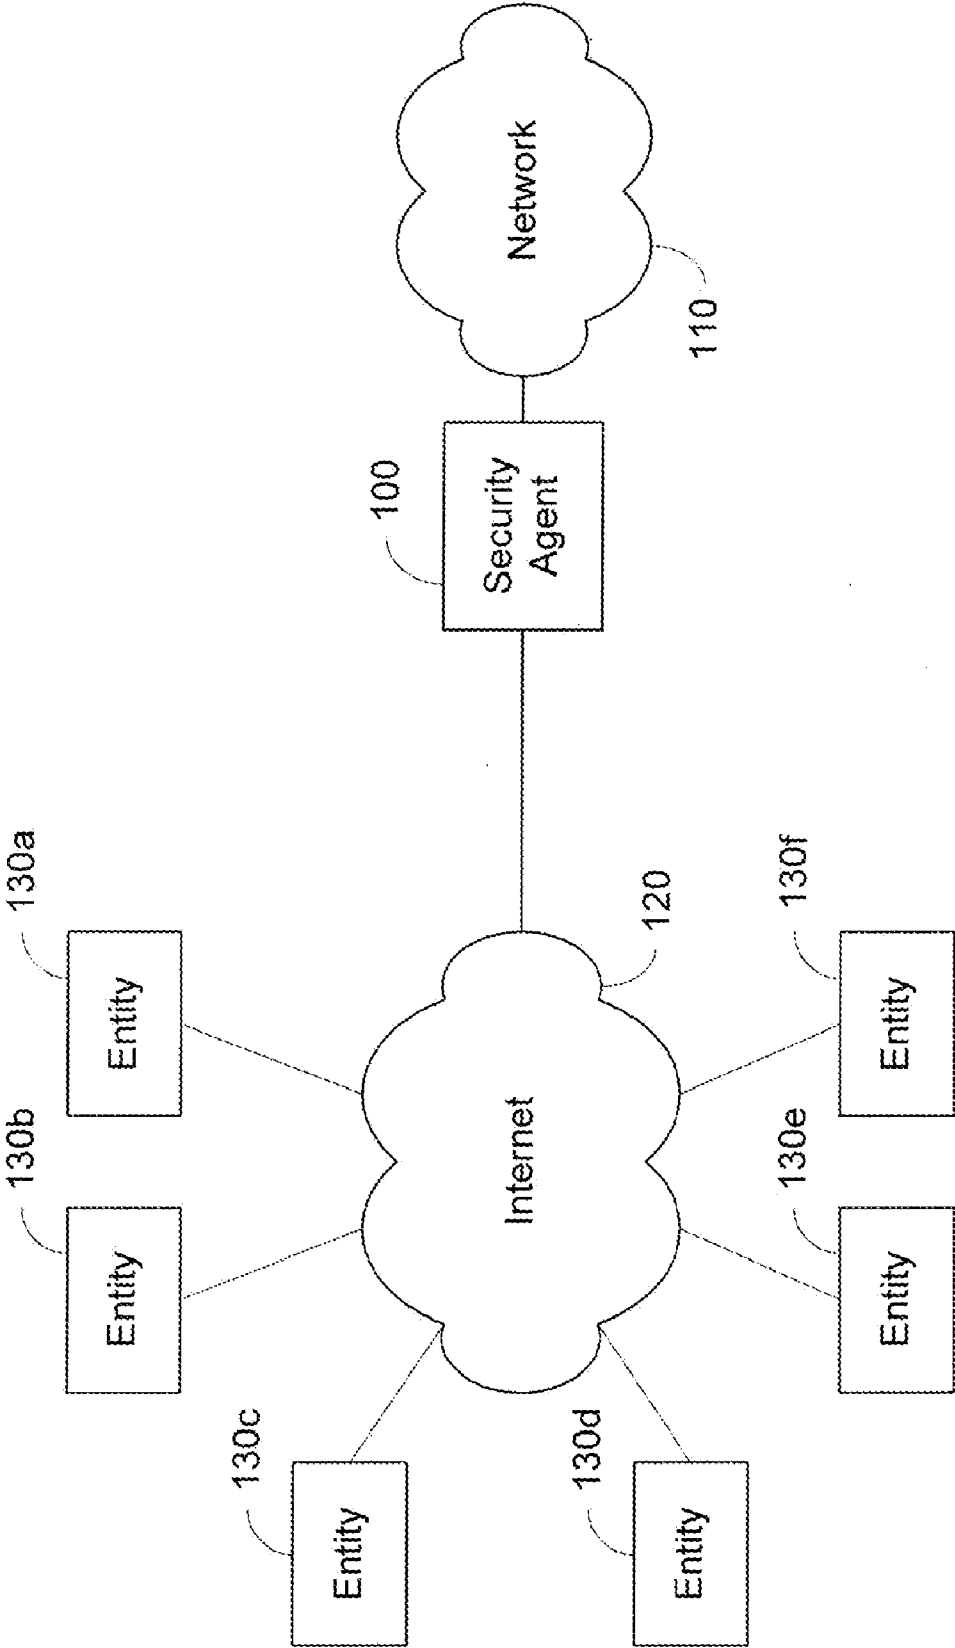 130a
Entity
130b
Entity
130c
Entity
130d
Entity
130e
Entity
130f
Entity
Internet
120
100
Security
Agent
Network
110